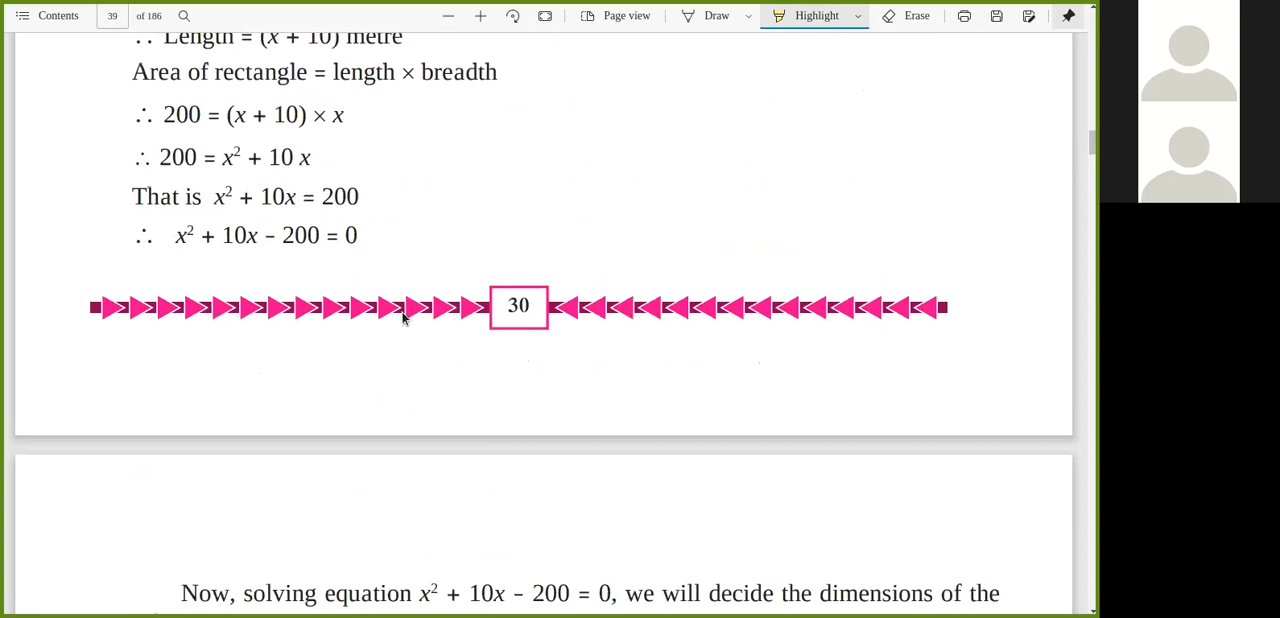 Contents
39
of 186
Page view
Draw
Highlight
Erase
∴ Length = (x + 10) metre
Area of rectangle = length × breadth
∴ 200 = (x + 10) × x
∴ 200 = x² + 10 x
That is x² + 10x = 200
∴ x² + 10x − 200 = 0
30
Now, solving equation x² + 10x − 200 = 0, we will decide the dimensions of the